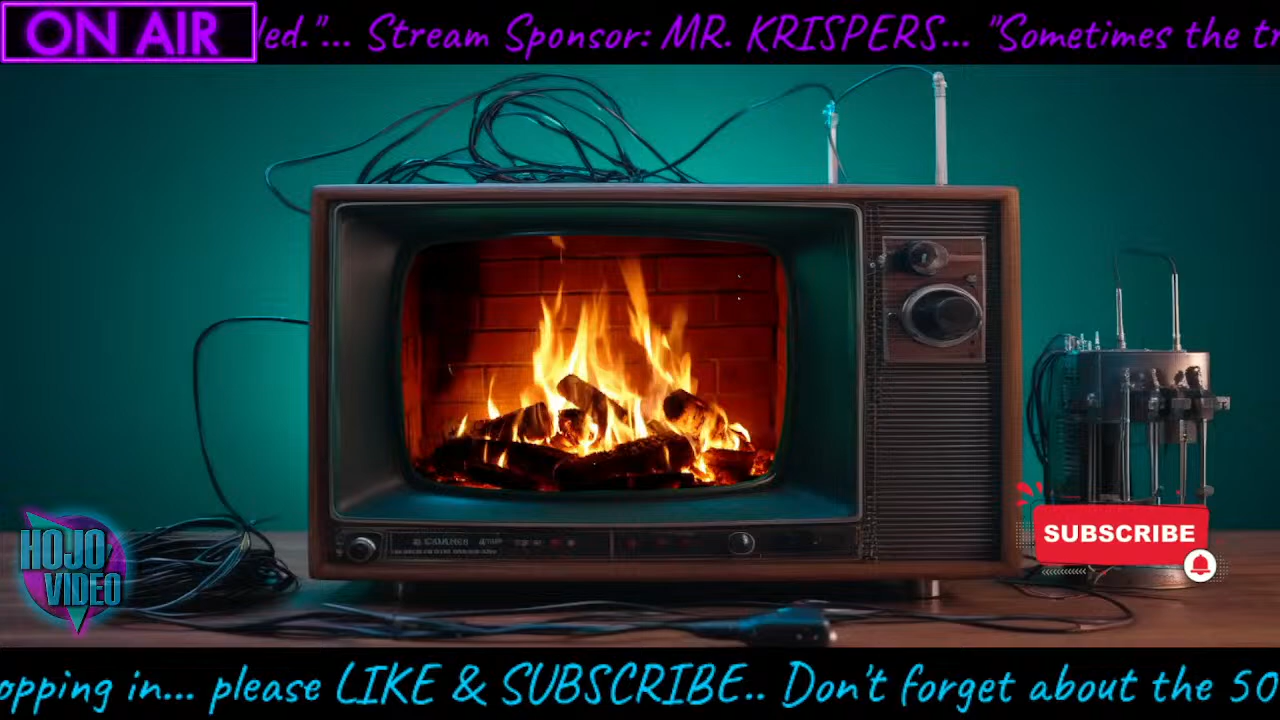 ON AIR
led."... Stream Sponsor: MR. KRISPERS... "Sometimes the tr
HOJO
VIDEO
SUBSCRIBE
opping in... please LIKE & SUBSCRIBE.. Don't forget about the 50